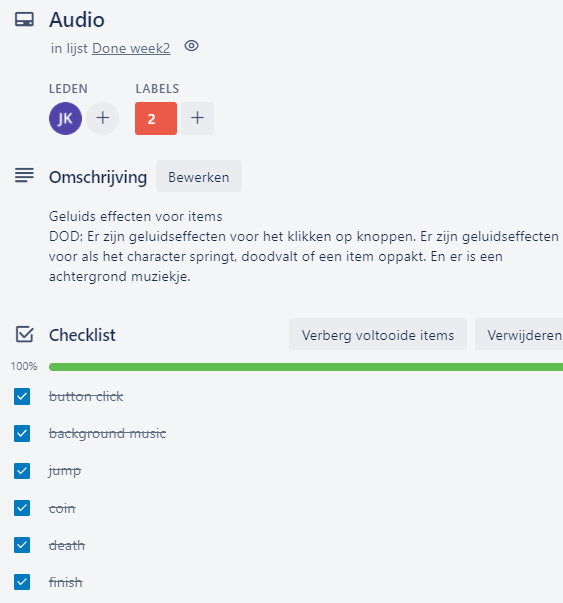 Audio
in lijst Done week2
LEDEN LABELS
JK + 2 +
Omschrijving Bewerken
Geluids effecten voor items
DOD: Er zijn geluidseffecten voor het klikken op knoppen. Er zijn geluidseffecten
voor als het character springt, doodvalt of een item oppakt. En er is een
achtergrond muziekje.
Checklist Verberg voltooide items Verwijderen
100%
button click
background music
jump
coin
death
finish